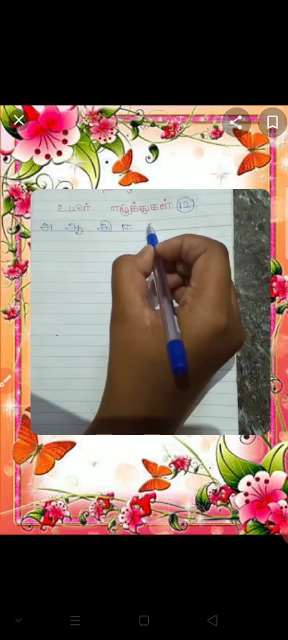 உயிர் எழுத்துகள் 12
அ ஆ இ ஈ